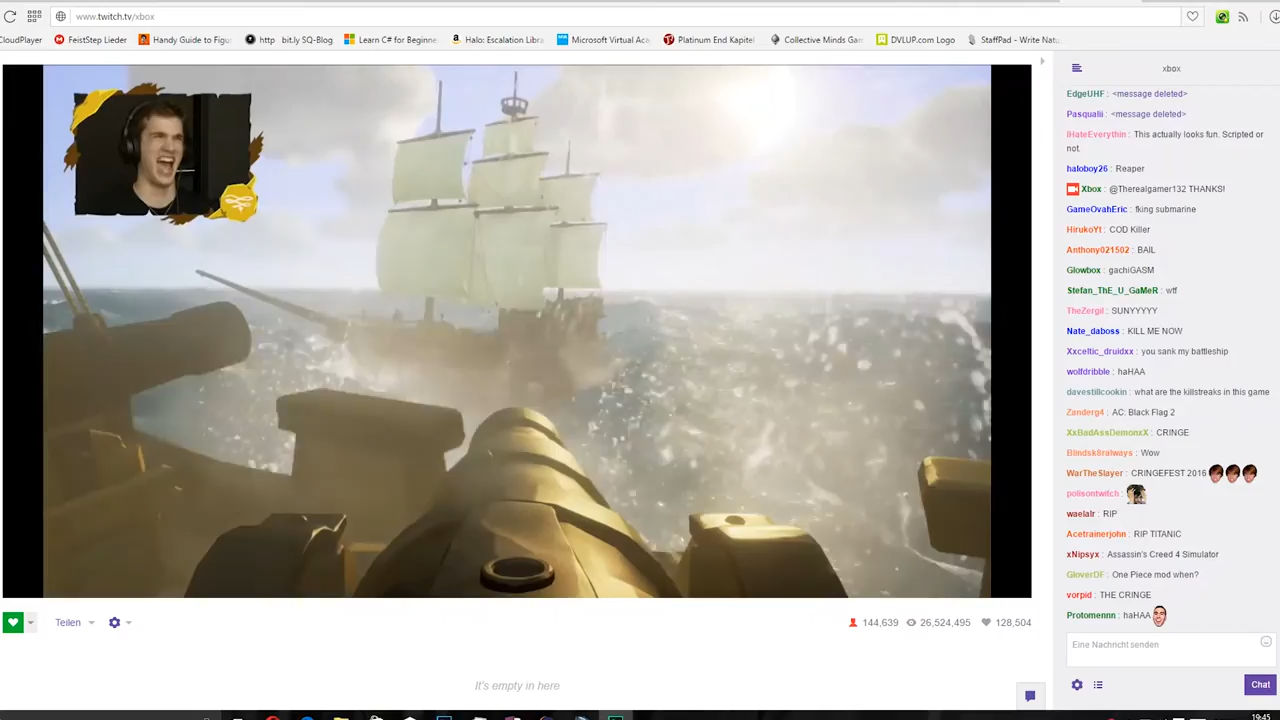 www.twitch.tv/xbox
CloudPlayer
FeistStep Lieder
Handy Guide to Figu
http bit.ly SQ-Blog
Learn C# for Beginne
Halo: Escalation Libra
Microsoft Virtual Aca
Platinum End Kapitel
Collective Minds Gam
DVLUP.com Logo
StaffPad – Write Natu
xbox
EdgeUHF : <message deleted>
Pasqualii : <message deleted>
IHateEverythin : This actually looks fun. Scripted or
not.
haloboy26 : Reaper
Xbox : @Therealgamer132 THANKS!
GameOvahEric : fking submarine
HirukoYt : COD Killer
Anthony021502 : BAIL
Glowbox : gachiGASM
Stefan_ThE_U_GaMeR : wtf
TheZergil : SUNYYYYY
Nate_daboss : KILL ME NOW
Xxceltic_druidxx : you sank my battleship
wolfdribble : haHAA
davestillcookin : what are the killstreaks in this game
Zanderg4 : AC: Black Flag 2
XxBadAssDemonxX : CRINGE
Blindsk8ralways : Wow
WarTheSlayer : CRINGEFEST 2016
polisontwitch :
waelalr : RIP
Acetrainerjohn : RIP TITANIC
xNipsyx : Assassin's Creed 4 Simulator
GloverDF : One Piece mod when?
vorpid : THE CRINGE
Protomennn : haHAA
Teilen
144,639
26,524,495
128,504
Eine Nachricht senden
It's empty in here
Chat
19:45